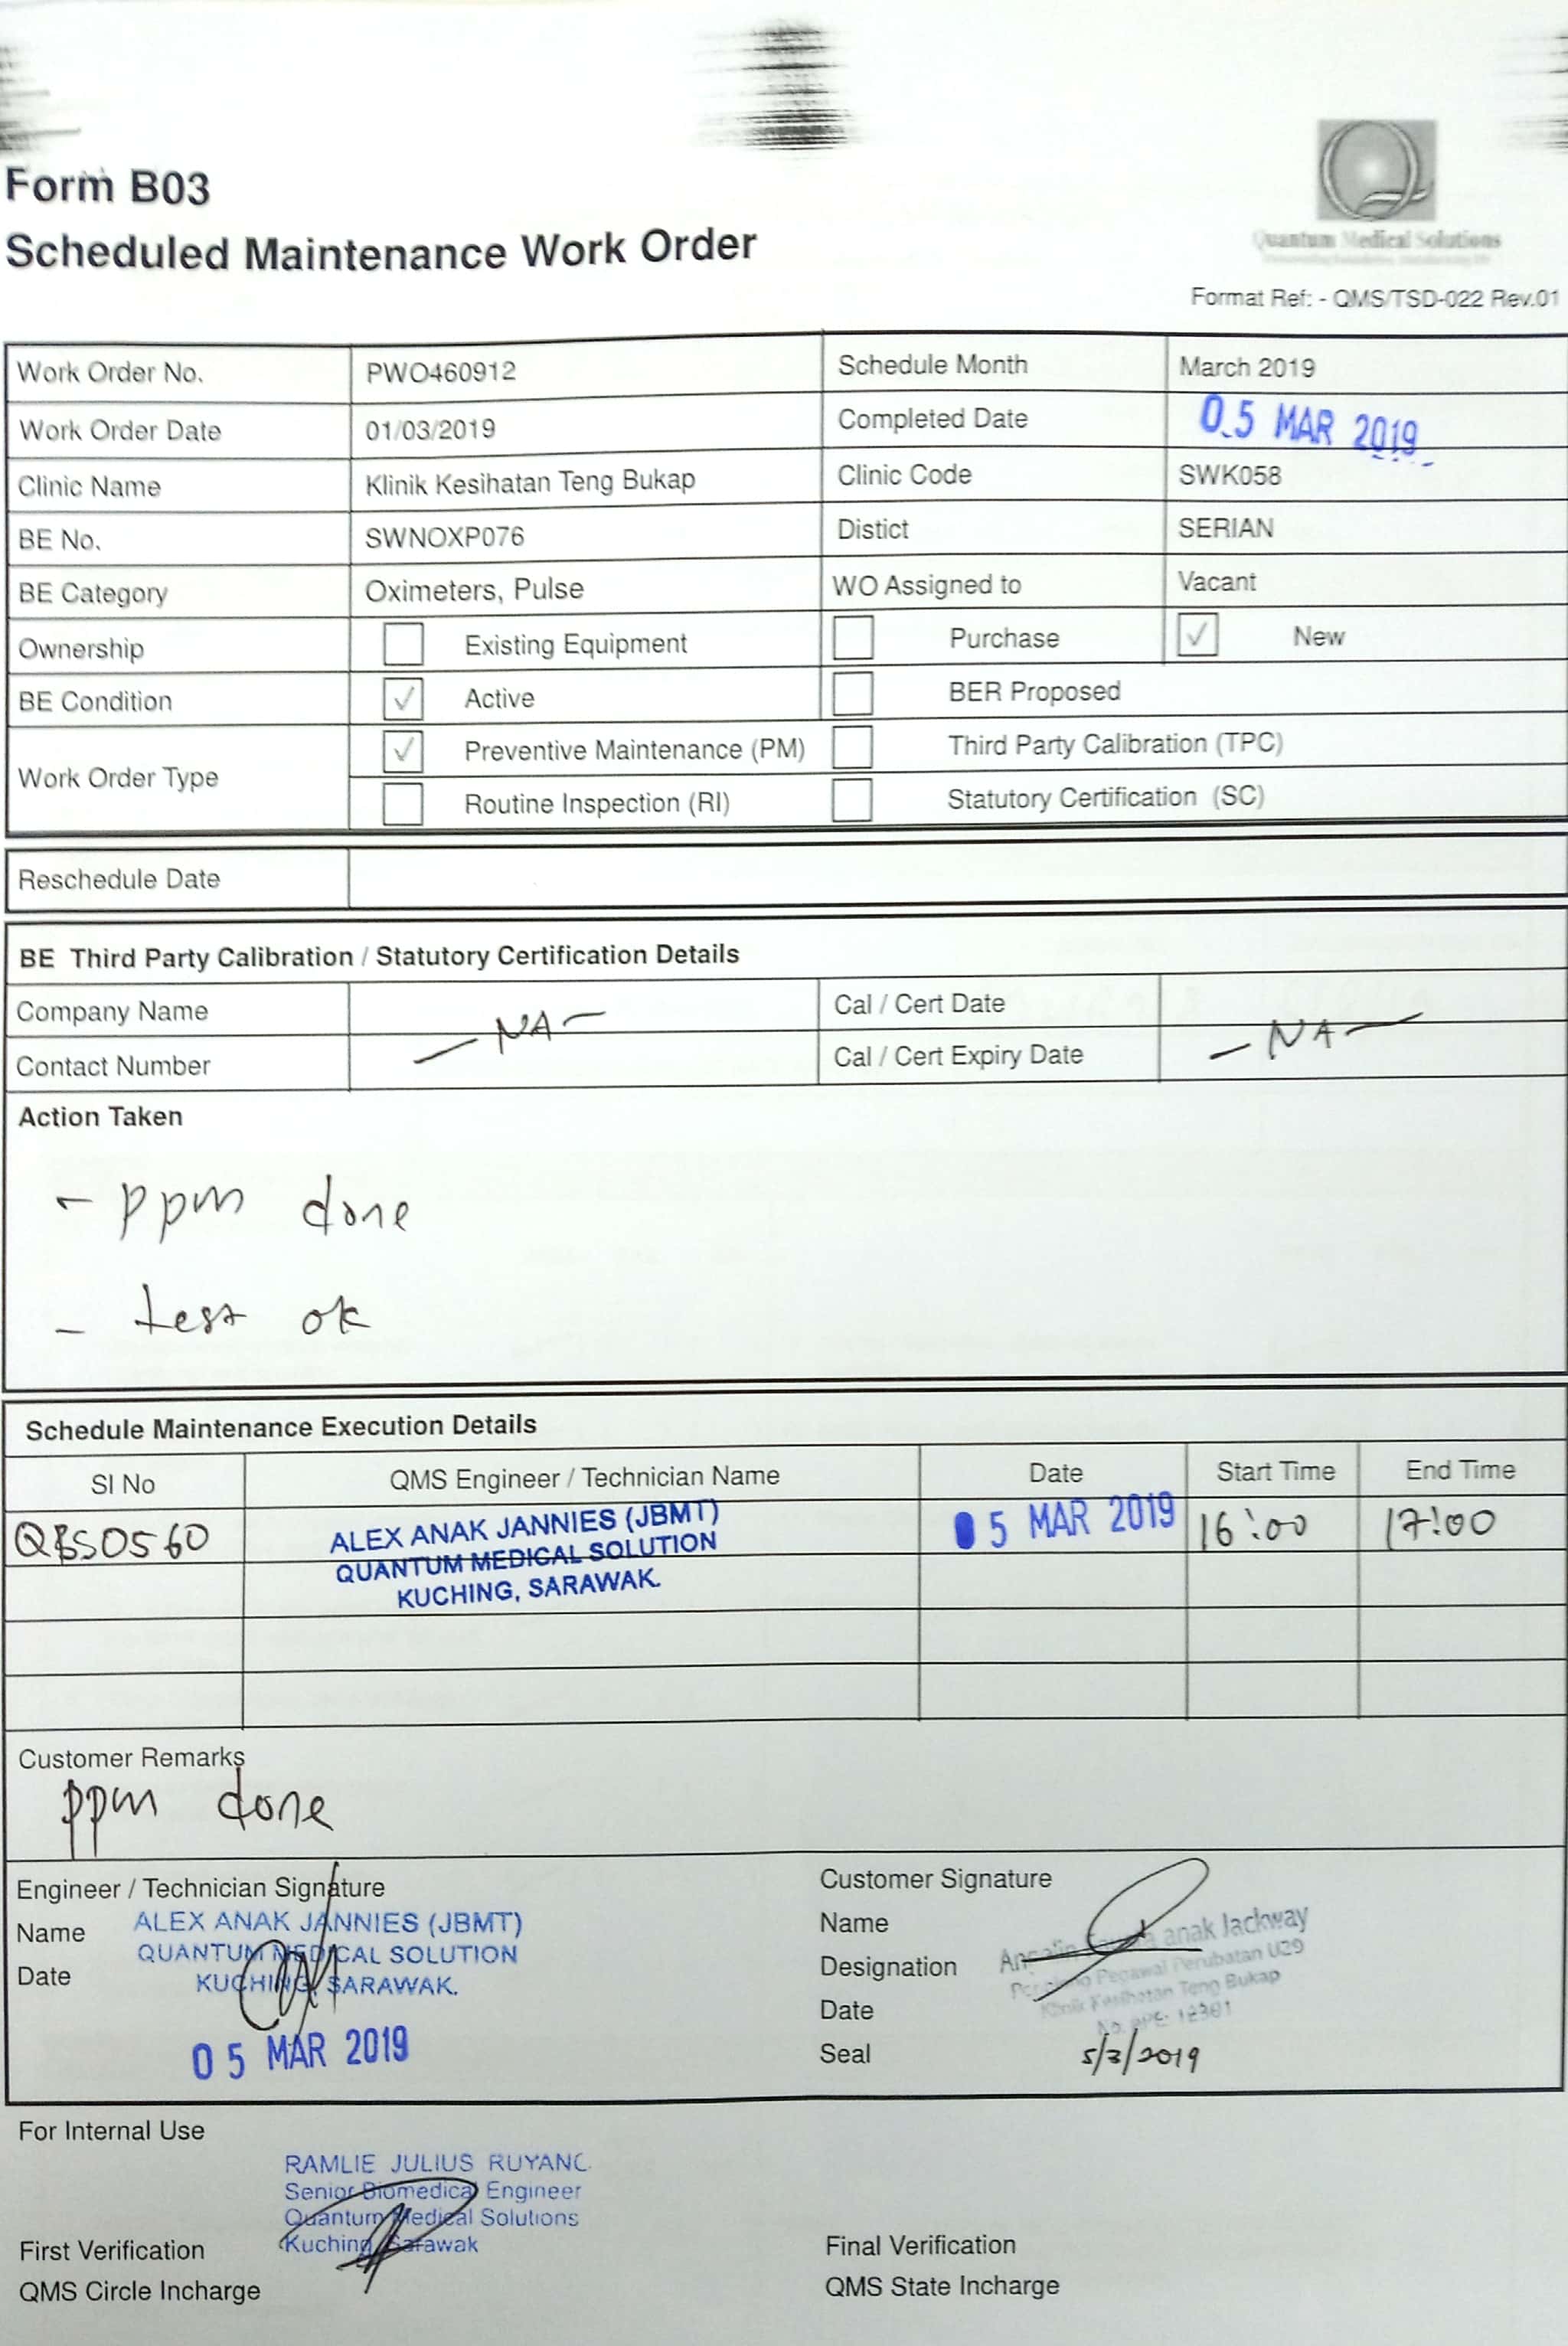 Form B03
Scheduled Maintenance Work Order
Quantum Medical Solutions
Format Ref: - QMS/TSD-022 Rev.01
Work Order No. PWO460912 Schedule Month March 2019
Work Order Date 01/03/2019 Completed Date 05 MAR 2019
Clinic Name Klinik Kesihatan Teng Bukap Clinic Code SWK058
BE No. SWNOXP076 Distict SERIAN
BE Category Oximeters, Pulse WO Assigned to Vacant
Ownership Existing Equipment Purchase ✓ New
BE Condition ✓ Active BER Proposed
Work Order Type ✓ Preventive Maintenance (PM) Third Party Calibration (TPC)
Routine Inspection (RI) Statutory Certification (SC)
Reschedule Date
BE Third Party Calibration / Statutory Certification Details
Company Name Cal / Cert Date
— NA — — NA —
Contact Number Cal / Cert Expiry Date
Action Taken
- ppm done
- test ok
Schedule Maintenance Execution Details
SI No QMS Engineer / Technician Name Date Start Time End Time
QBS0560 ALEX ANAK JANNIES (JBMT) 05 MAR 2019 16:00 17:00
QUANTUM MEDICAL SOLUTION
KUCHING, SARAWAK.
Customer Remarks
ppm done
Engineer / Technician Signature Customer Signature
Name ALEX ANAK JANNIES (JBMT) Name
QUANTUM MEDICAL SOLUTION anak Jackway
Date KUCHING, SARAWAK. Designation Pegawai Perubatan U29
Klinik Kesihatan Teng Bukap
Date
05 MAR 2019 Seal 5/3/2019
For Internal Use
RAMLIE JULIUS RUYANG
Senior Biomedical Engineer
Quantum Medical Solutions
Kuching Sarawak
First Verification Final Verification
QMS Circle Incharge QMS State Incharge